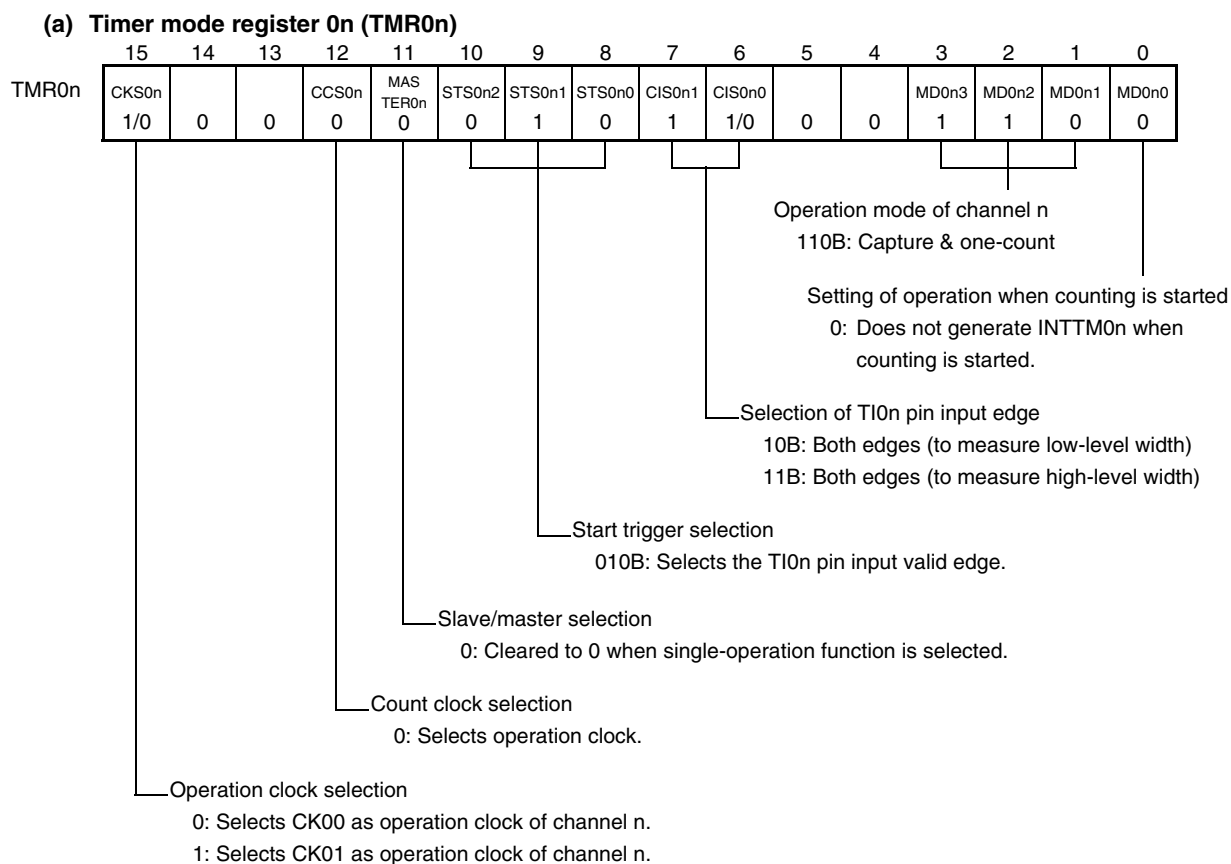 (a) Timer mode register 0n (TMR0n)
15 14 13 12 11 10 9 8 7 6 5 4 3 2 1 0
TMR0n CKS0n CCS0n MAS TER0n STS0n2 STS0n1 STS0n0 CIS0n1 CIS0n0 MD0n3 MD0n2 MD0n1 MD0n0
1/0 0 0 0 0 0 1 0 1 1/0 0 0 1 1 0 0
Operation mode of channel n
110B: Capture & one-count
Setting of operation when counting is started
0: Does not generate INTTM0n when
counting is started.
Selection of TI0n pin input edge
10B: Both edges (to measure low-level width)
11B: Both edges (to measure high-level width)
Start trigger selection
010B: Selects the TI0n pin input valid edge.
Slave/master selection
0: Cleared to 0 when single-operation function is selected.
Count clock selection
0: Selects operation clock.
Operation clock selection
0: Selects CK00 as operation clock of channel n.
1: Selects CK01 as operation clock of channel n.